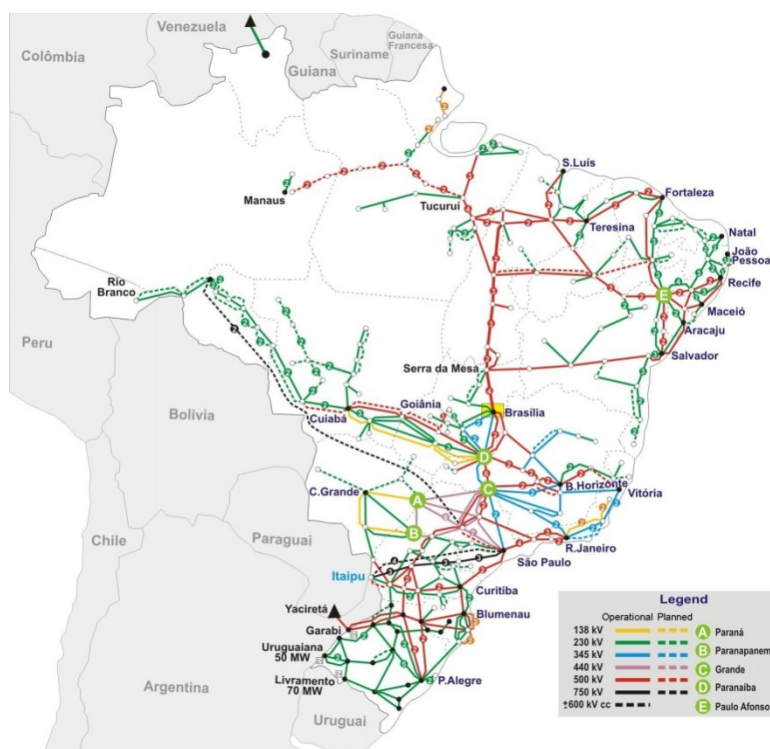 Venezuela
Guiana
Francesa
Colômbia
Suriname
Guiana
S.Luis
Manaus
Tucuruí
Fortaleza
Teresina
Natal
João
Pessoa
Rio
Branco
E
Recife
Maceió
Aracaju
Peru
Serra da Mesa
Salvador
Bolivia
Goiânia
Brasília
Cuiabá
D
C.Grande
A
C
B.Horizonte
Vitória
B
Chile
Paraguai
R.Janeiro
São Paulo
Itaipu
Curitiba
Yaciretá
Blumenau
Garabi
Uruguaiana
50 MW
Livramento
70 MW
P.Alegre
Argentina
Uruguai
Legend
Operational Planned
138 kV A Paraná
230 kV B Paranapanem
345 kV
440 kV C Grande
500 kV D Paranaiba
750 kV E Paulo Afonso
±600 kV cc